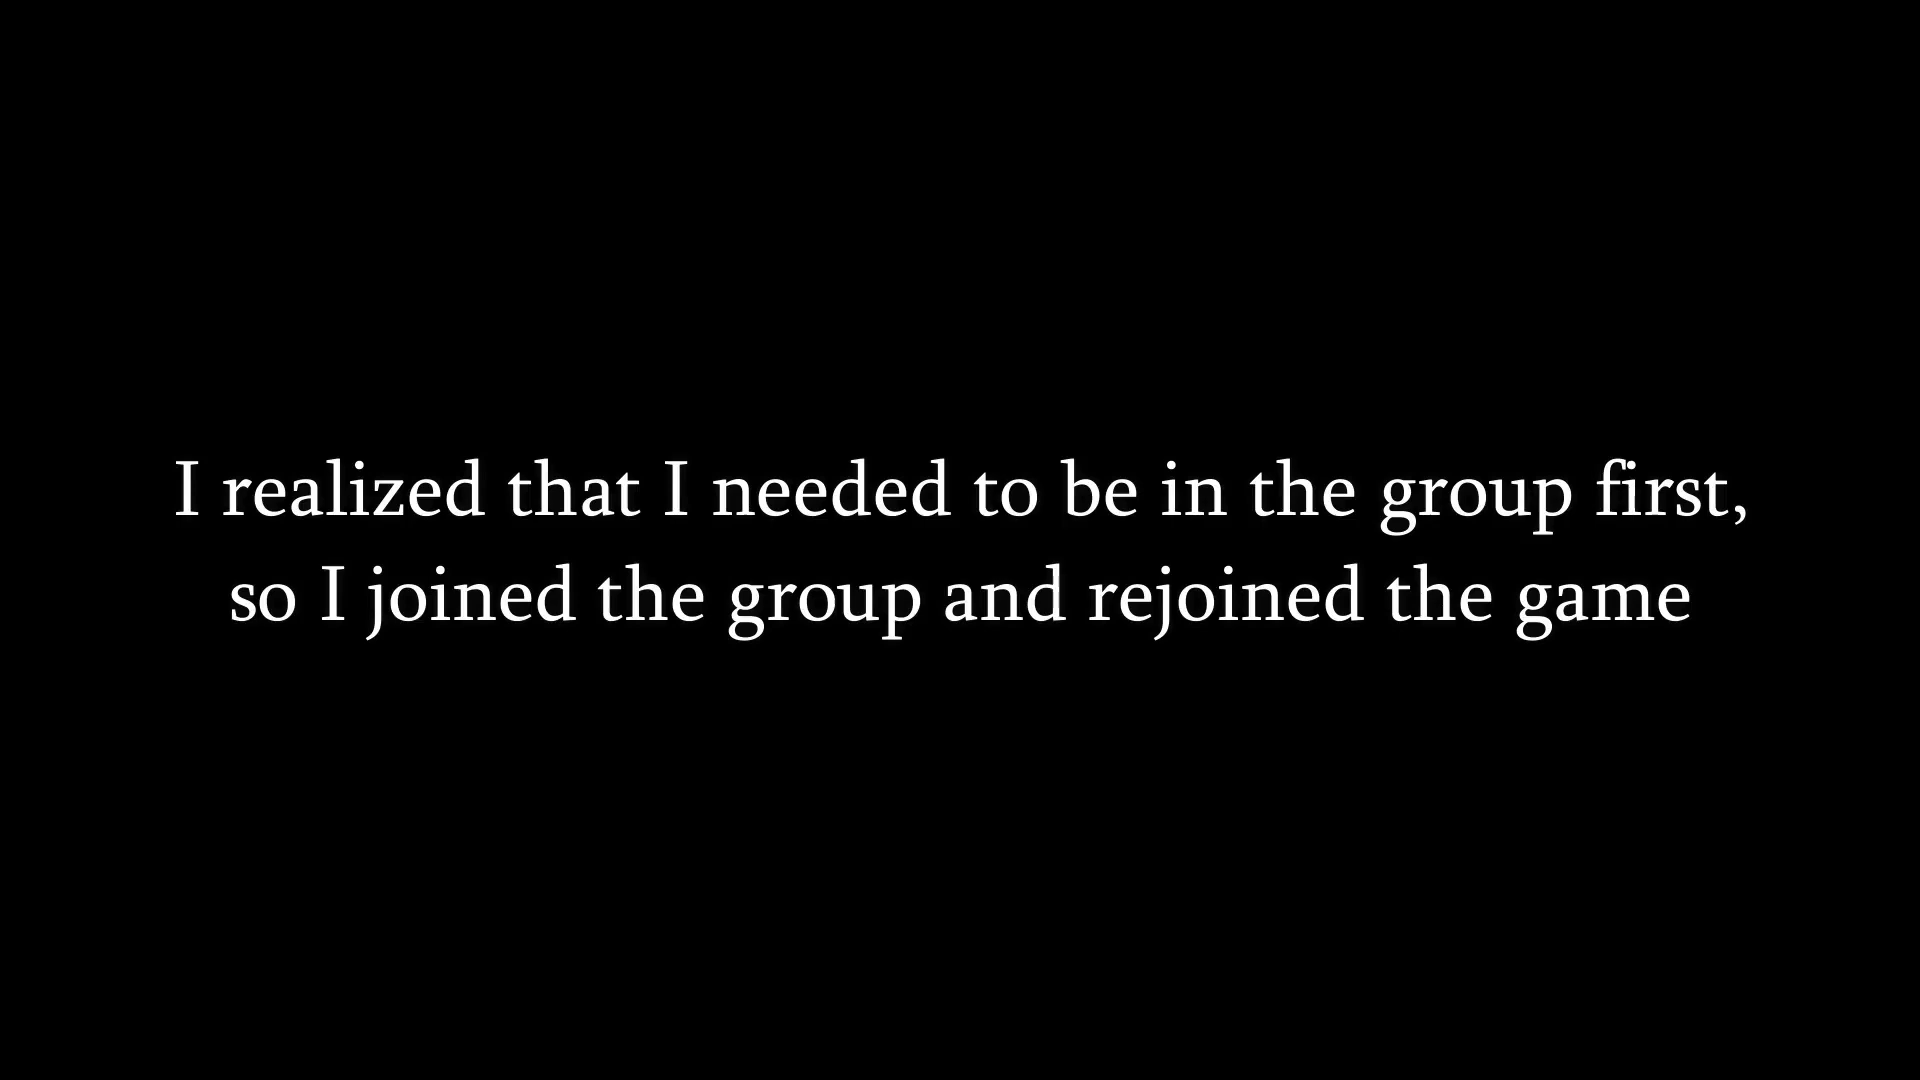 I realized that I needed to be in the group first,
so I joined the group and rejoined the game